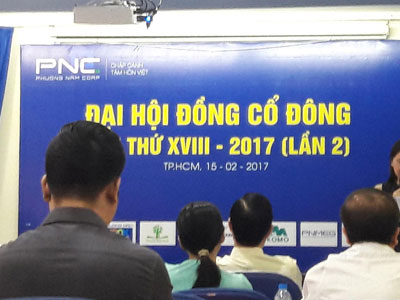 PNC
PHUONG NAM CORP
CHẮP CÁNH
TÂM HỒN VIỆT
ĐẠI HỘI ĐỒNG CỔ ĐÔNG
THỨ XVIII - 2017 (LẦN 2)
TP.HCM, 15 - 02 - 2017
PNMEG